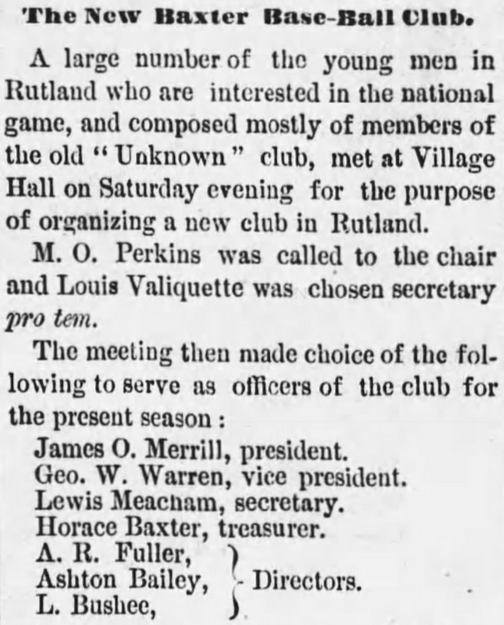 The New Baxter Base-Ball Club.
A large number of the young men in
Rutland who are interested in the national
game, and composed mostly of members of
the old "Unknown" club, met at Village
Hall on Saturday evening for the purpose
of organizing a new club in Rutland.
M. O. Perkins was called to the chair
and Louis Valiquette was chosen secretary
pro tem.
The meeting then made choice of the fol-
lowing to serve as officers of the club for
the present season:
James O. Merrill, president.
Geo. W. Warren, vice president.
Lewis Meacham, secretary.
Horace Baxter, treasurer.
A. R. Fuller,
Ashton Bailey, } Directors.
L. Bushee,